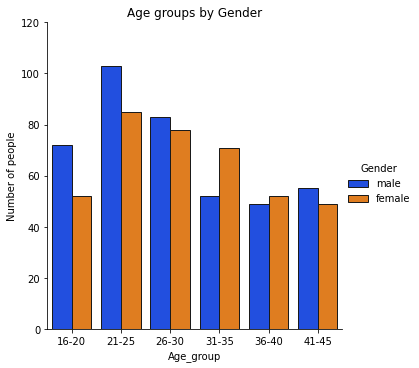 Age groups by Gender
120
100
80
60
40
20
0
Number of people
16-20 21-25 26-30 31-35 36-40 41-45
Age_group
Gender
male
female